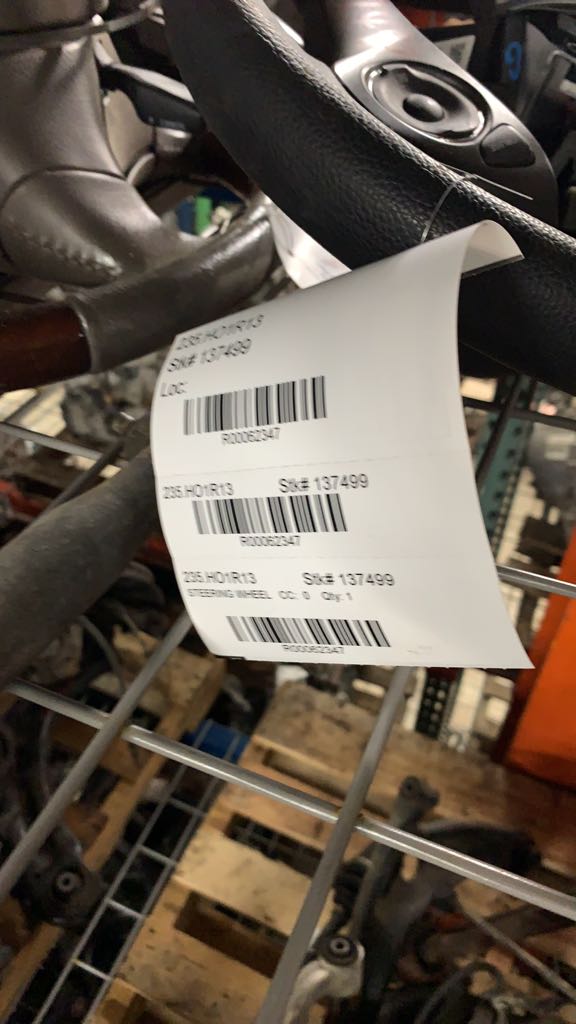 235.HO1R13
Stk# 137499
Loc:
R00062347
235.HO1R13 Stk# 137499
R00062347
235.HO1R13 Stk# 137499
STEERING WHEEL CC: 0 Qty: 1
R00062347